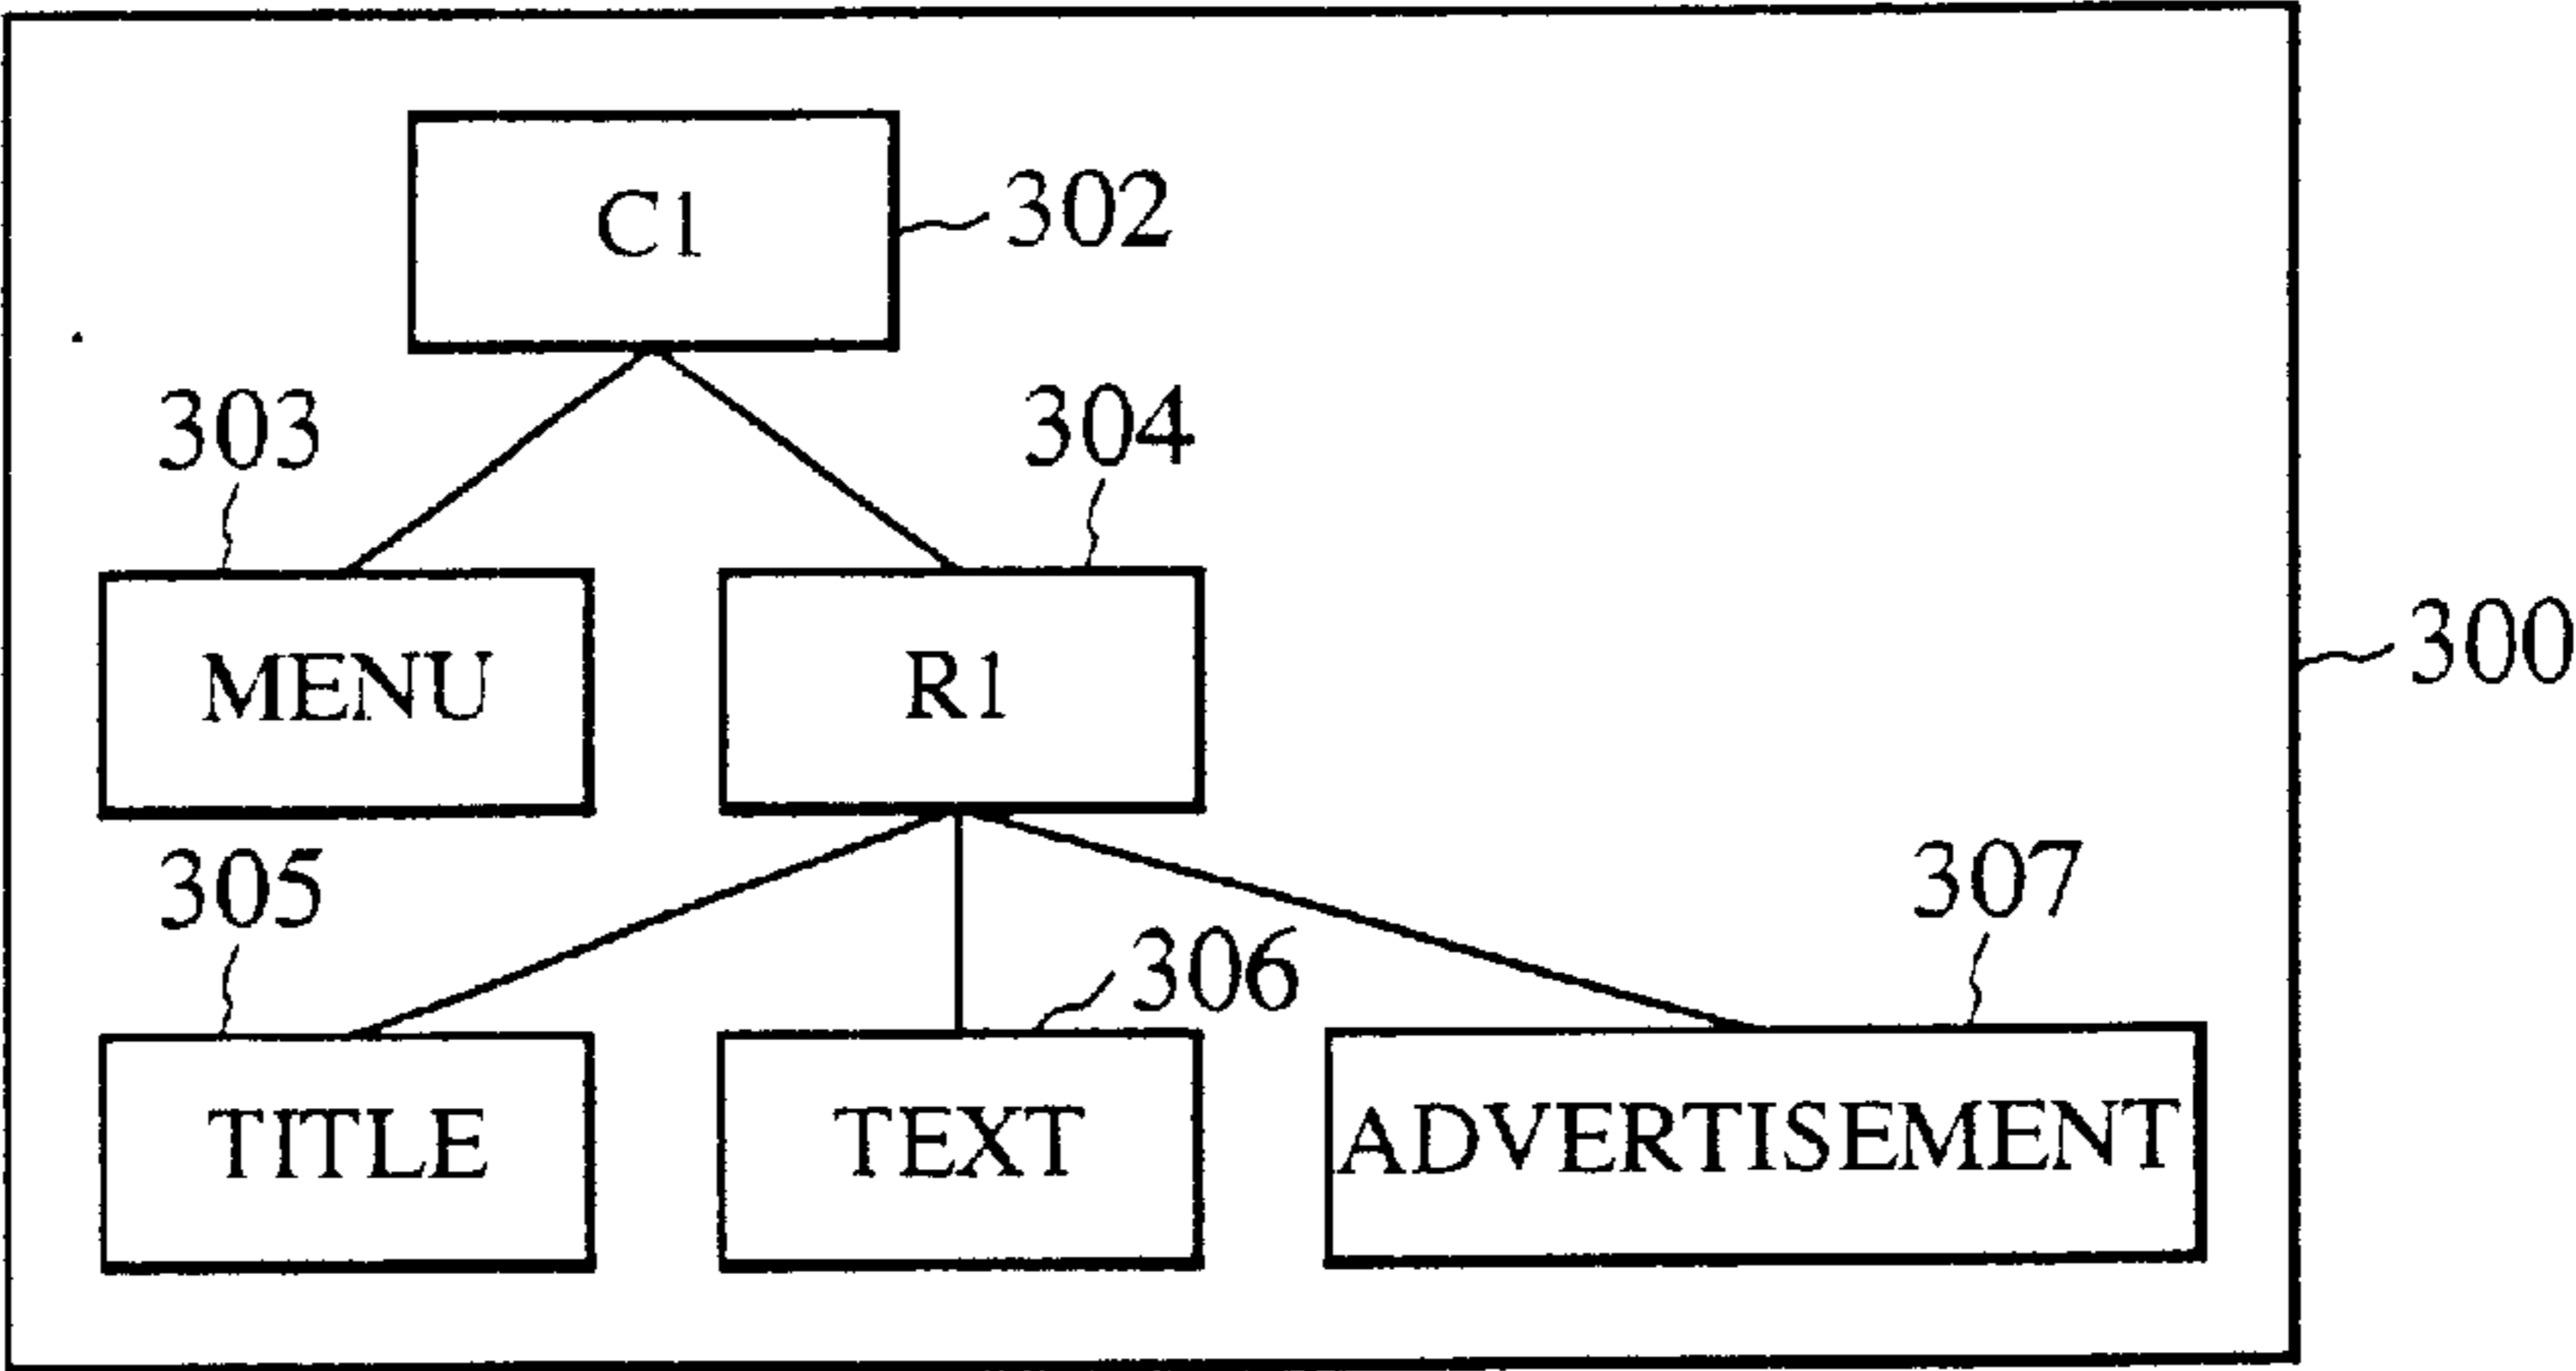 C1
302
303
304
MENU
R1
300
305
306
307
TITLE
TEXT
ADVERTISEMENT